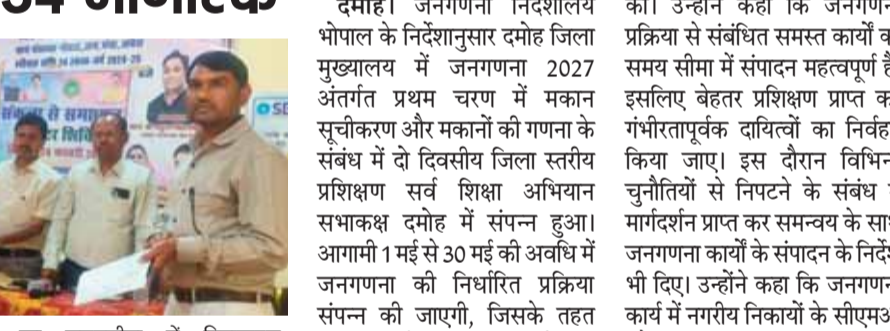 दमोह। जनगणना निदेशालय
भोपाल के निर्देशानुसार दमोह जिला
मुख्यालय में जनगणना 2027
अंतर्गत प्रथम चरण में मकान
सूचीकरण और मकानों की गणना के
संबंध में दो दिवसीय जिला स्तरीय
प्रशिक्षण सर्व शिक्षा अभियान
सभाकक्ष दमोह में संपन्न हुआ।
आगामी 1 मई से 30 मई की अवधि में
जनगणना की निर्धारित प्रक्रिया
संपन्न की जाएगी, जिसके तहत
की। उन्होंने कहा कि जनगणन
प्रक्रिया से संबंधित समस्त कार्यों क
समय सीमा में संपादन महत्वपूर्ण है
इसलिए बेहतर प्रशिक्षण प्राप्त क
गंभीरतापूर्वक दायित्वों का निर्वह
किया जाए। इस दौरान विभिन
चुनौतियों से निपटने के संबंध
मार्गदर्शन प्राप्त कर समन्वय के सा
जनगणना कार्यों के संपादन के निर्दे
भी दिए। उन्होंने कहा कि जनगणन
कार्य में नगरीय निकायों के सीएमअ